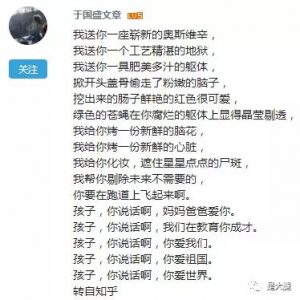 于国盛文章
关注
我送你一座崭新的奥斯维辛，
我送你一个工艺精湛的地狱，
我送你一具肥美多汁的躯体，
掀开头盖骨偷走了粉嫩的脑子，
挖出来的肠子鲜艳的红色很可爱，
绿色的苍蝇在你腐烂的躯体上显得晶莹剔透，
我给你烤一份新鲜的脑花，
我给你烤一份新鲜的心脏，
我给你化妆，遮住星星点点的尸斑，
我帮你剔除未来不需要的，
你要在跑道上飞起来啊。
孩子，你说话啊，妈妈爸爸爱你。
孩子，你说话啊，我们在教育你成才。
孩子，你说话啊，你爱我们。
孩子，你说话啊，你爱祖国。
孩子，你说话啊，你爱世界。
转自知乎